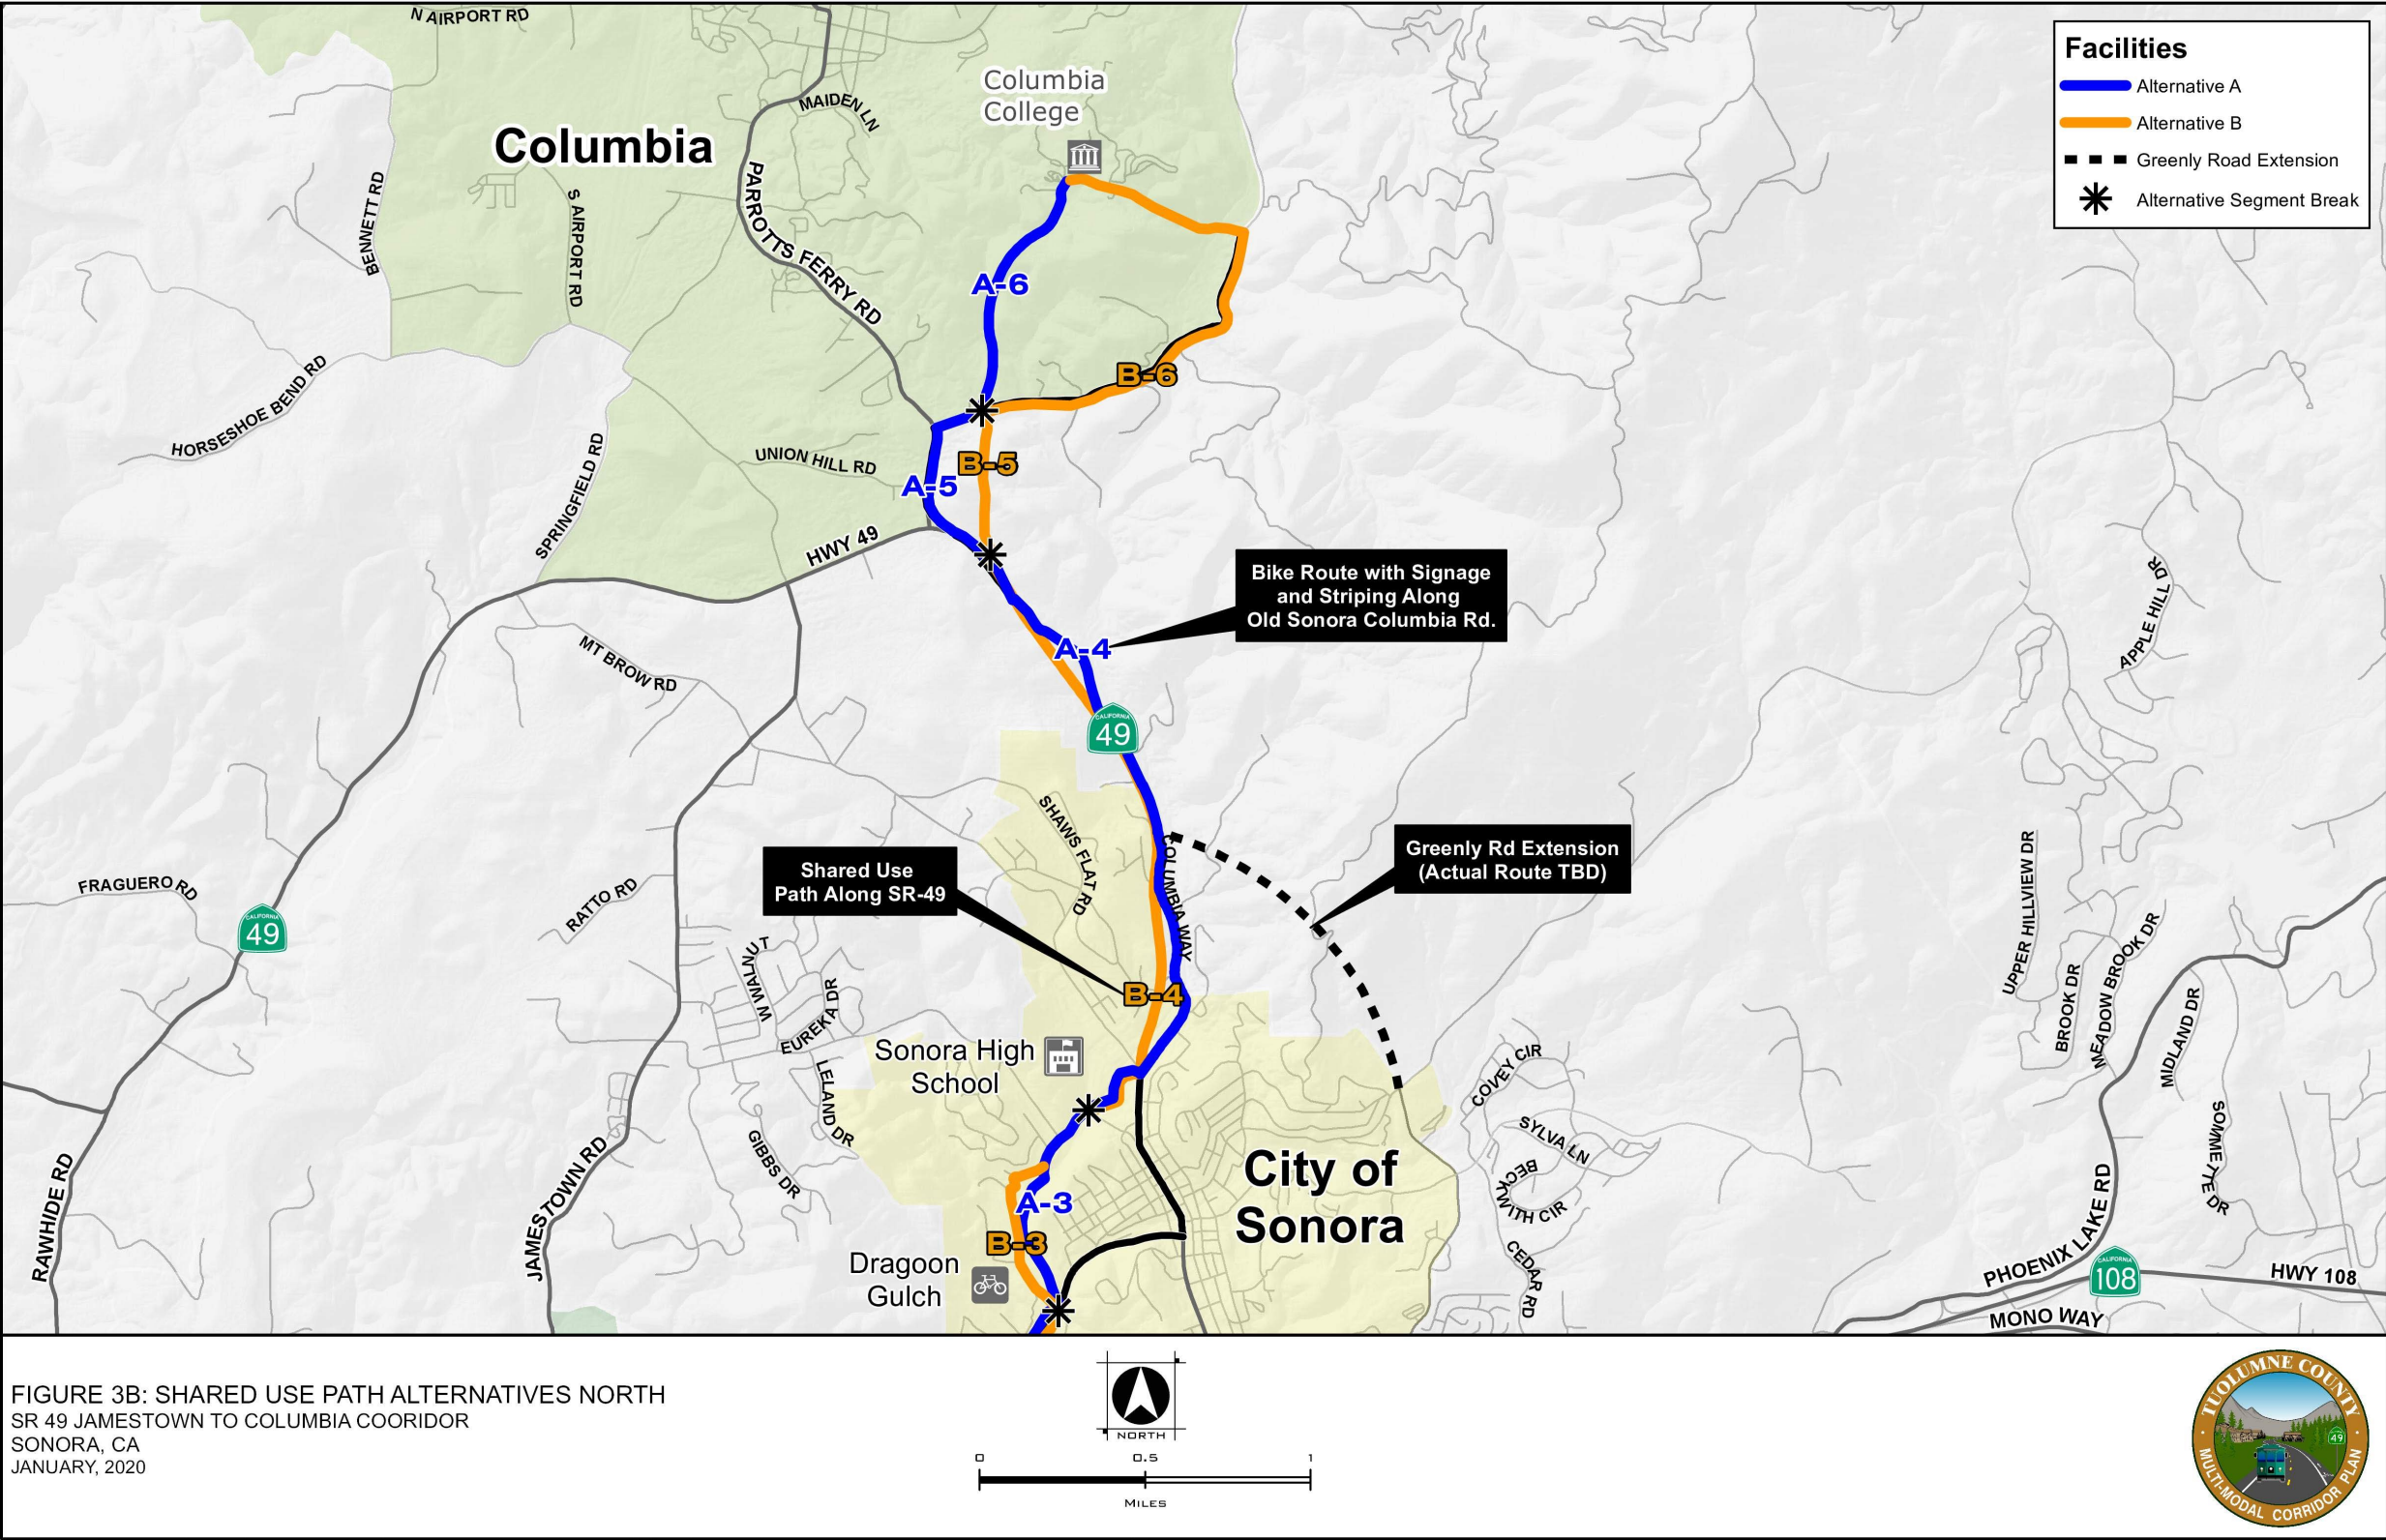 N AIRPORT RD
Columbia
College
MAIDEN LN
Columbia
PARROTTS FERRY RD
BENNETT RD
S AIRPORT RD
Facilities
Alternative A
Alternative B
Greenly Road Extension
Alternative Segment Break
A-6
B-6
HORSESHOE BEND RD
SPRINGFIELD RD
UNION HILL RD
B-5
A-5
HWY 49
Bike Route with Signage
and Striping Along
Old Sonora Columbia Rd.
MT BROW RD
A-4
APPLE HILL DR
CALIFORNIA
49
SHAWS FLAT RD
COLUMBIA WAY
Greenly Rd Extension
(Actual Route TBD)
Shared Use
Path Along SR-49
FRAGUERO RD
RATTO RD
CALIFORNIA
49
W WALNUT
EUREKA DR
B-4
UPPER HILLVIEW DR
BROOK DR
MEADOW BROOK DR
MIDLAND DR
Sonora High
School
LELAND DR
GIBBS DR
COVEY CIR
SYLVA LN
BECKWITH CIR
SOMMETTE DR
City of
Sonora
A-3
B-3
RAWHIDE RD
JAMESTOWN RD
Dragoon
Gulch
CEDAR RD
PHOENIX LAKE RD
CALIFORNIA
108
HWY 108
MONO WAY
FIGURE 3B: SHARED USE PATH ALTERNATIVES NORTH
SR 49 JAMESTOWN TO COLUMBIA COORIDOR
SONORA, CA
JANUARY, 2020
NORTH
0 0.5 1
MILES
TUOLUMNE COUNTY
49
MULTI-MODAL CORRIDOR PLAN